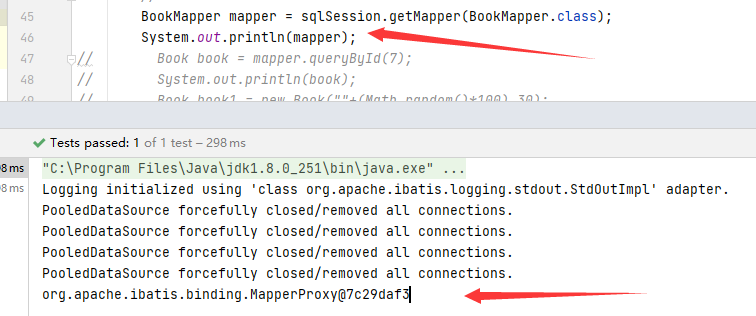 45 BookMapper mapper = sqlSession.getMapper(BookMapper.class);
46 System.out.println(mapper);
47 // Book book = mapper.queryById(7);
48 // System.out.println(book);
49 // Book book1 = new Book(""+(Math.random()*100),30);
Tests passed: 1 of 1 test – 298 ms
8 ms "C:\Program Files\Java\jdk1.8.0_251\bin\java.exe" ...
8 ms Logging initialized using 'class org.apache.ibatis.logging.stdout.StdOutImpl' adapter.
PooledDataSource forcefully closed/removed all connections.
PooledDataSource forcefully closed/removed all connections.
PooledDataSource forcefully closed/removed all connections.
PooledDataSource forcefully closed/removed all connections.
org.apache.ibatis.binding.MapperProxy@7c29daf3